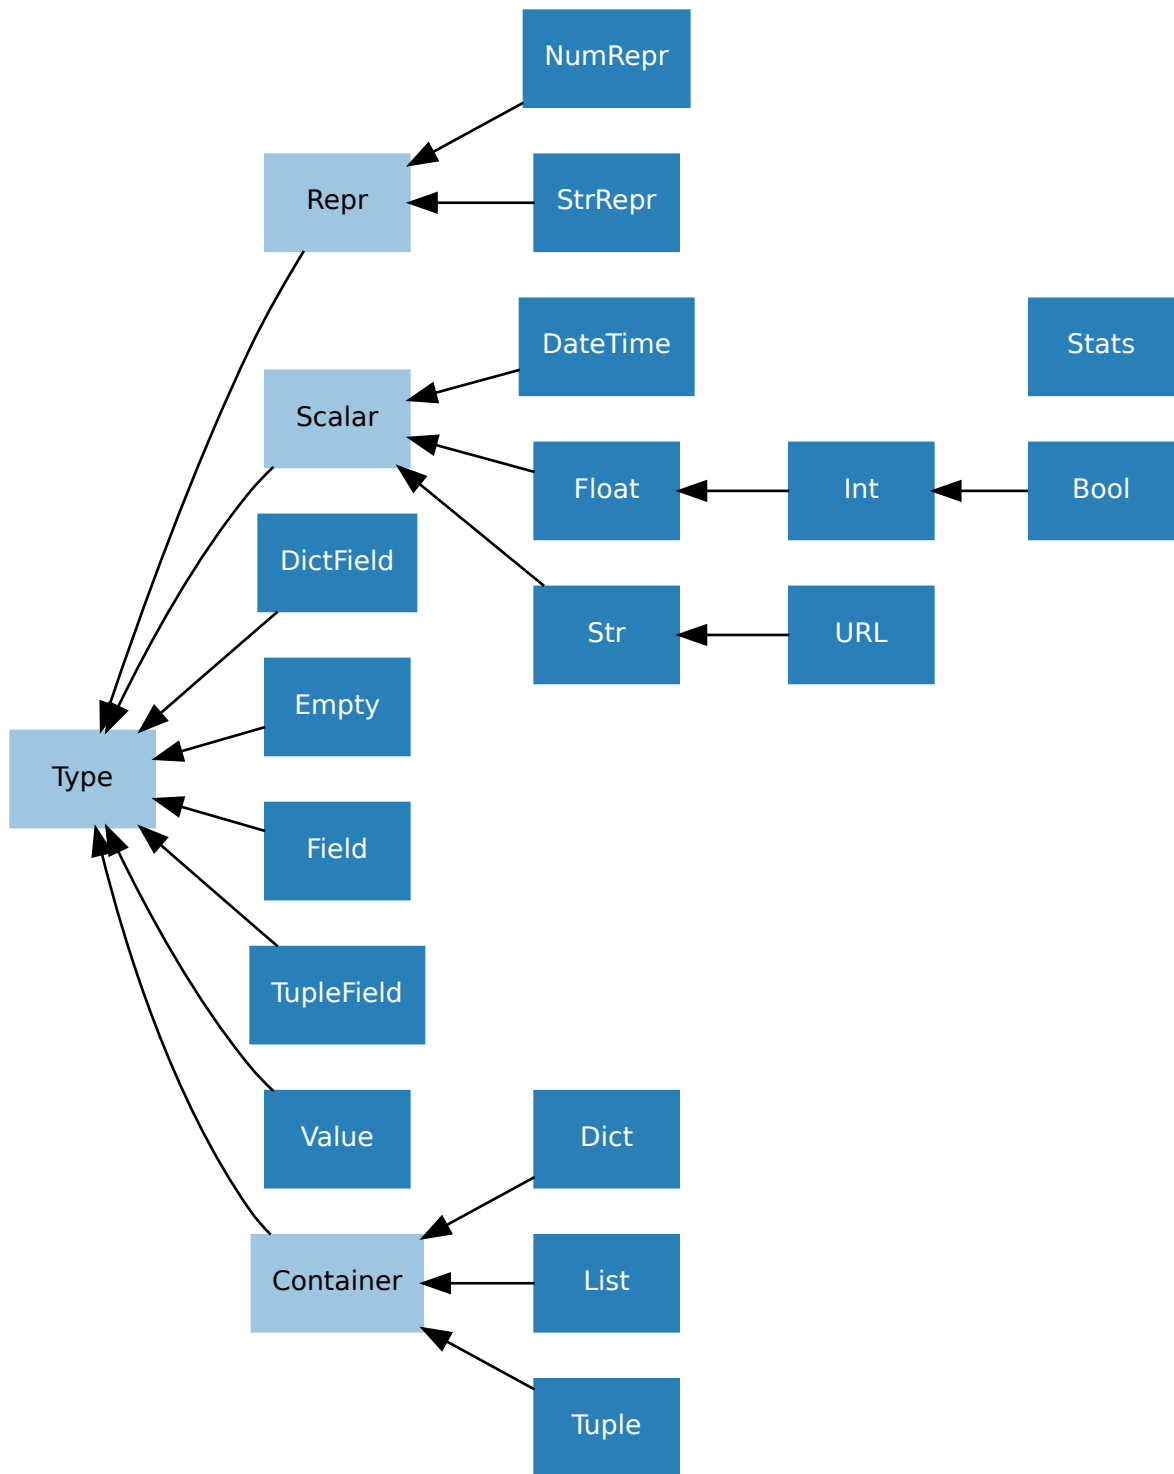 NumRepr
Repr
StrRepr
DateTime
Stats
Scalar
Float
Int
Bool
DictField
Str
URL
Empty
Type
Field
TupleField
Value
Dict
Container
List
Tuple